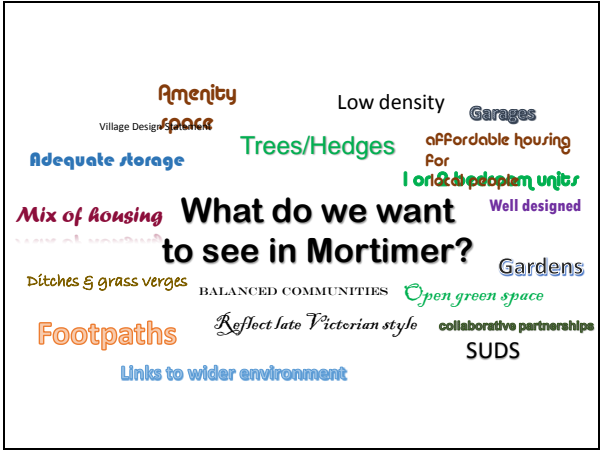 Amenity
space
Low density
Garages
Village Design Statement
Trees/Hedges
affordable housing
for
local people
Adequate storage
1 or 2 bedroom units
Mix of housing
What do we want
to see in Mortimer?
Well designed
Gardens
Ditches & grass verges
Balanced communities
Open green space
Footpaths
Reflect late Victorian style
collaborative partnerships
SUDS
Links to wider environment